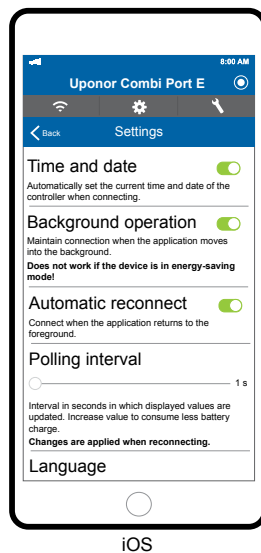 8:00 AM
Uponor Combi Port E
Back
Settings
Time and date
Automatically set the current time and date of the
controller when connecting.
Background operation
Maintain connection when the application moves
into the background.
Does not work if the device is in energy-saving
mode!
Automatic reconnect
Connect when the application returns to the
foreground.
Polling interval
1 s
Interval in seconds in which displayed values are
updated. Increase value to consume less battery
charge.
Changes are applied when reconnecting.
Language
iOS